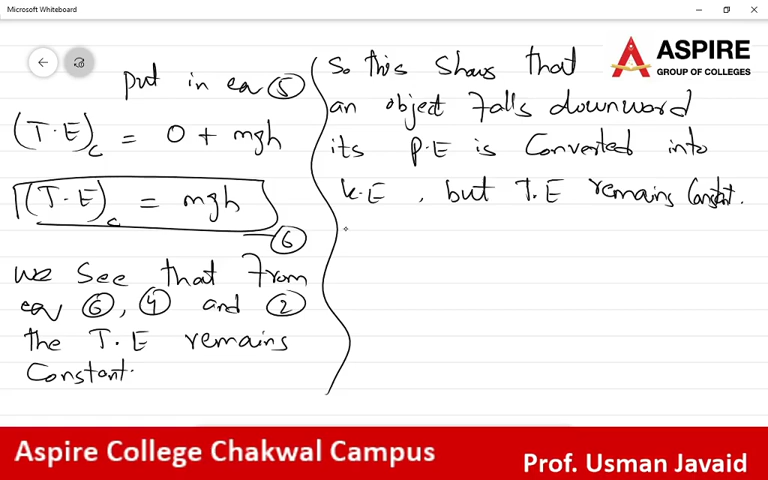 Microsoft Whiteboard
put in eq (5)
(T.E)c = 0 + mgh
(T.E)c = mgh
(6)
we see that from
eq (6), (4) and (2)
the T.E remains
Constant.
So this shows that
an object falls downward
its P.E is Converted into
K.E, but T.E remains Constant.
ASPIRE
GROUP OF COLLEGES
Aspire College Chakwal Campus
Prof. Usman Javaid